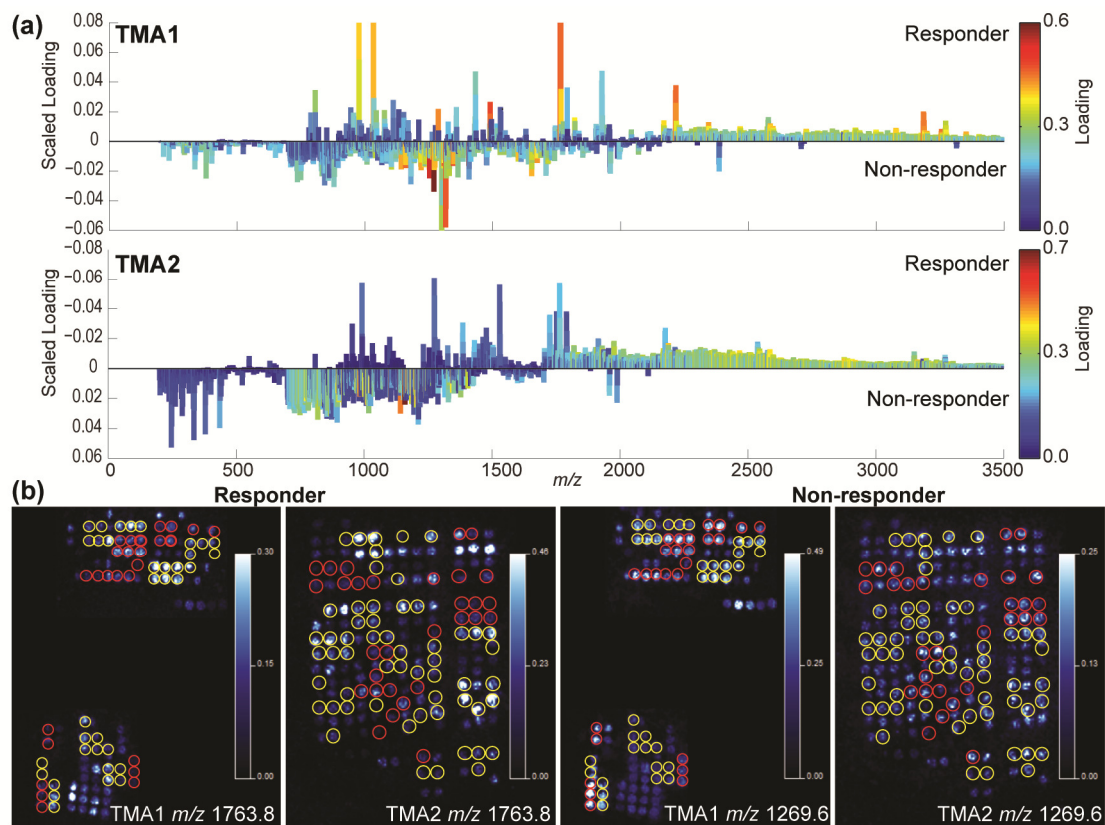 (a)
TMA1
Responder
Non-responder
Scaled Loading
0.08
0.06
0.04
0.02
0
−0.02
−0.04
−0.06
0.6
0.3
0.0
Loading
TMA2
Responder
Non-responder
Scaled Loading
−0.08
−0.06
−0.04
−0.02
0
0.02
0.04
0.06
0.7
0.3
0.0
Loading
0 500 1000 1500 2000 2500 3000 3500
m/z
(b)
Responder
Non-responder
0.30
0.15
0.00
TMA1 m/z 1763.8
0.46
0.23
0.00
TMA2 m/z 1763.8
0.49
0.25
0.00
TMA1 m/z 1269.6
0.25
0.13
0.00
TMA2 m/z 1269.6